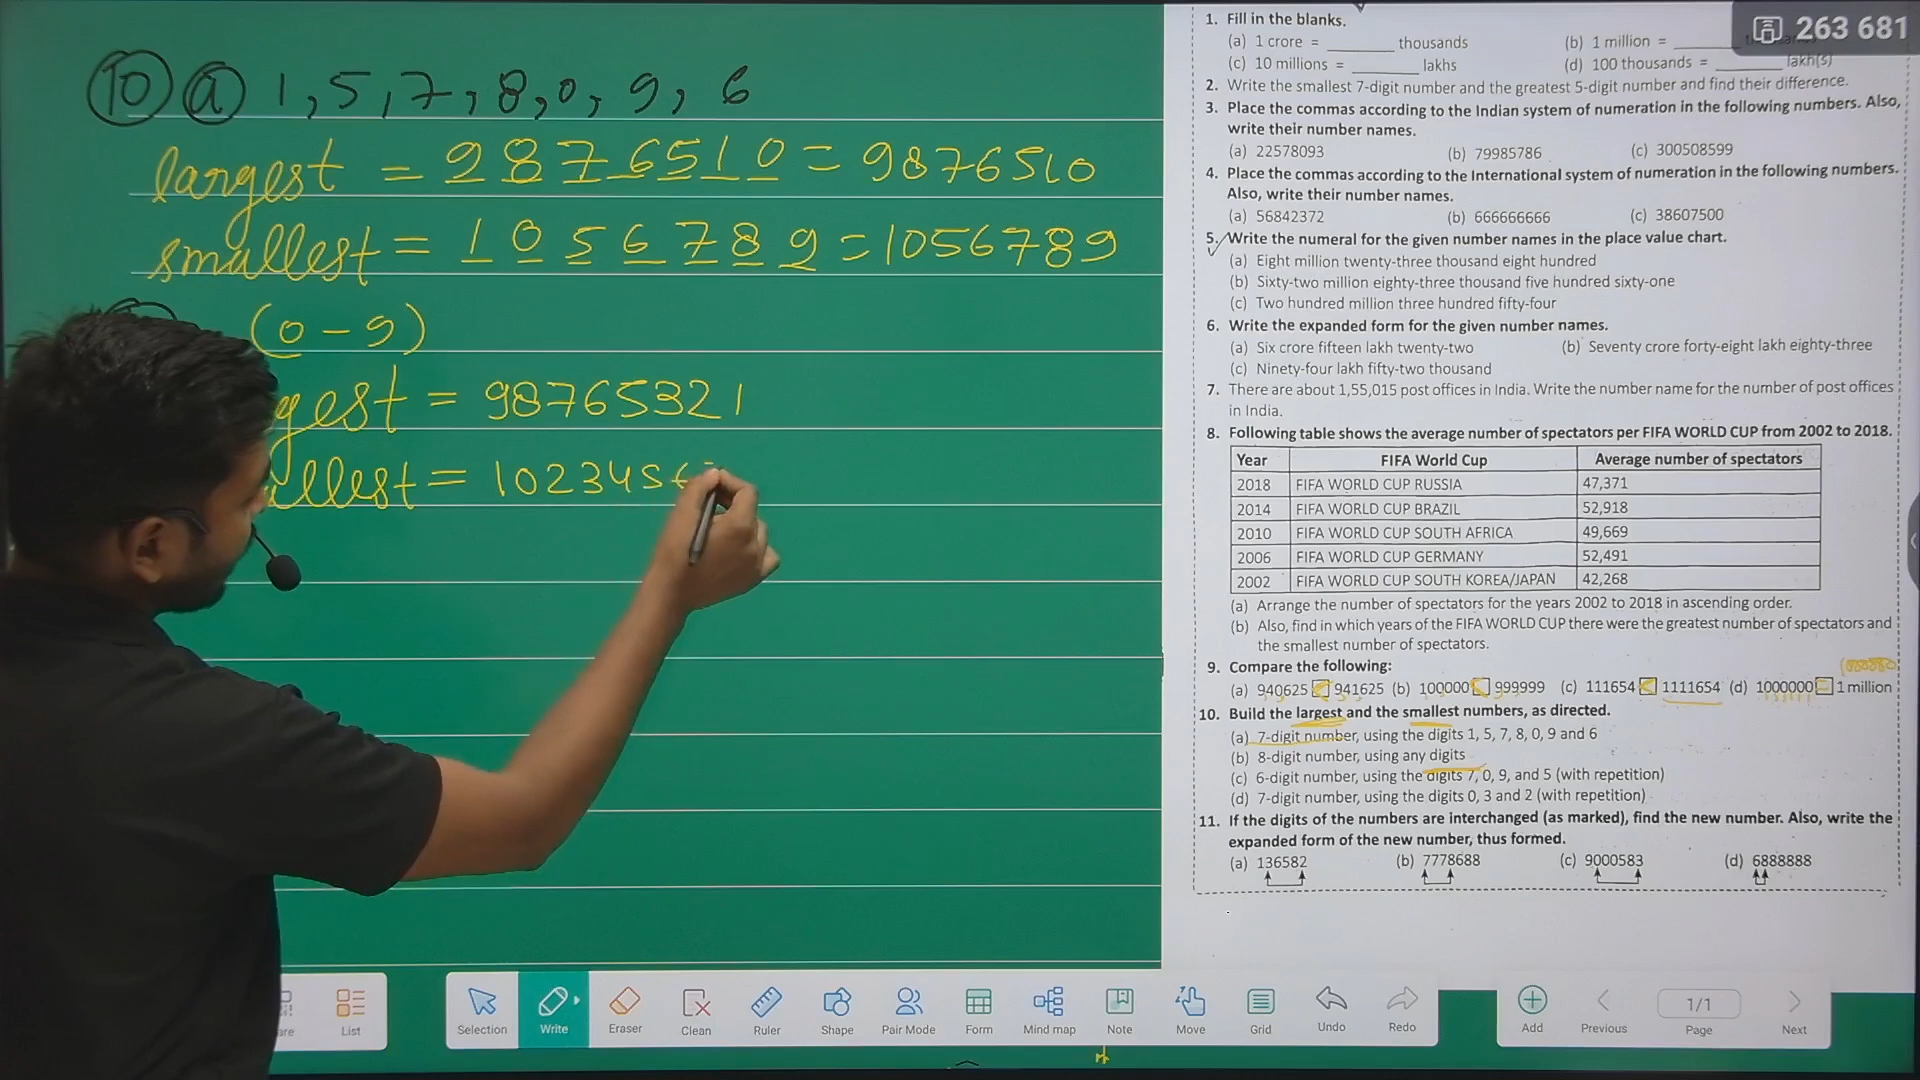 10 a 1, 5, 7, 8, 0, 9, 6
largest = 9 8 7 6 5 1 0 = 9876510
smallest = 1 0 5 6 7 8 9 = 1056789
(0 - 9)
gest = 98765321
allest = 1023456
263 681
1. Fill in the blanks.
(a) 1 crore = ________ thousands (b) 1 million = ________
(c) 10 millions = ________ lakhs (d) 100 thousands = ________ lakh(s)
2. Write the smallest 7-digit number and the greatest 5-digit number and find their difference.
3. Place the commas according to the Indian system of numeration in the following numbers. Also,
write their number names.
(a) 22578093 (b) 79985786 (c) 300508599
4. Place the commas according to the International system of numeration in the following numbers.
Also, write their number names.
(a) 56842372 (b) 666666666 (c) 38607500
5. Write the numeral for the given number names in the place value chart.
(a) Eight million twenty-three thousand eight hundred
(b) Sixty-two million eighty-three thousand five hundred sixty-one
(c) Two hundred million three hundred fifty-four
6. Write the expanded form for the given number names.
(a) Six crore fifteen lakh twenty-two (b) Seventy crore forty-eight lakh eighty-three
(c) Ninety-four lakh fifty-two thousand
7. There are about 1,55,015 post offices in India. Write the number name for the number of post offices
in India.
8. Following table shows the average number of spectators per FIFA WORLD CUP from 2002 to 2018.
Year FIFA World Cup Average number of spectators
2018 FIFA WORLD CUP RUSSIA 47,371
2014 FIFA WORLD CUP BRAZIL 52,918
2010 FIFA WORLD CUP SOUTH AFRICA 49,669
2006 FIFA WORLD CUP GERMANY 52,491
2002 FIFA WORLD CUP SOUTH KOREA/JAPAN 42,268
(a) Arrange the number of spectators for the years 2002 to 2018 in ascending order.
(b) Also, find in which years of the FIFA WORLD CUP there were the greatest number of spectators and
the smallest number of spectators.
9. Compare the following:
(a) 940625 < 941625 (b) 100000 < 999999 (c) 111654 < 1111654 (d) 1000000 = 1 million
10. Build the largest and the smallest numbers, as directed.
(a) 7-digit number, using the digits 1, 5, 7, 8, 0, 9 and 6
(b) 8-digit number, using any digits
(c) 6-digit number, using the digits 7, 0, 9, and 5 (with repetition)
(d) 7-digit number, using the digits 0, 3 and 2 (with repetition)
11. If the digits of the numbers are interchanged (as marked), find the new number. Also, write the
expanded form of the new number, thus formed.
(a) 136582 (b) 7778688 (c) 9000583 (d) 6888888
List Selection Write Eraser Clean Ruler Shape Pair Mode Form Mind map Note Move Grid Undo Redo Add Previous 1/1 Page Next